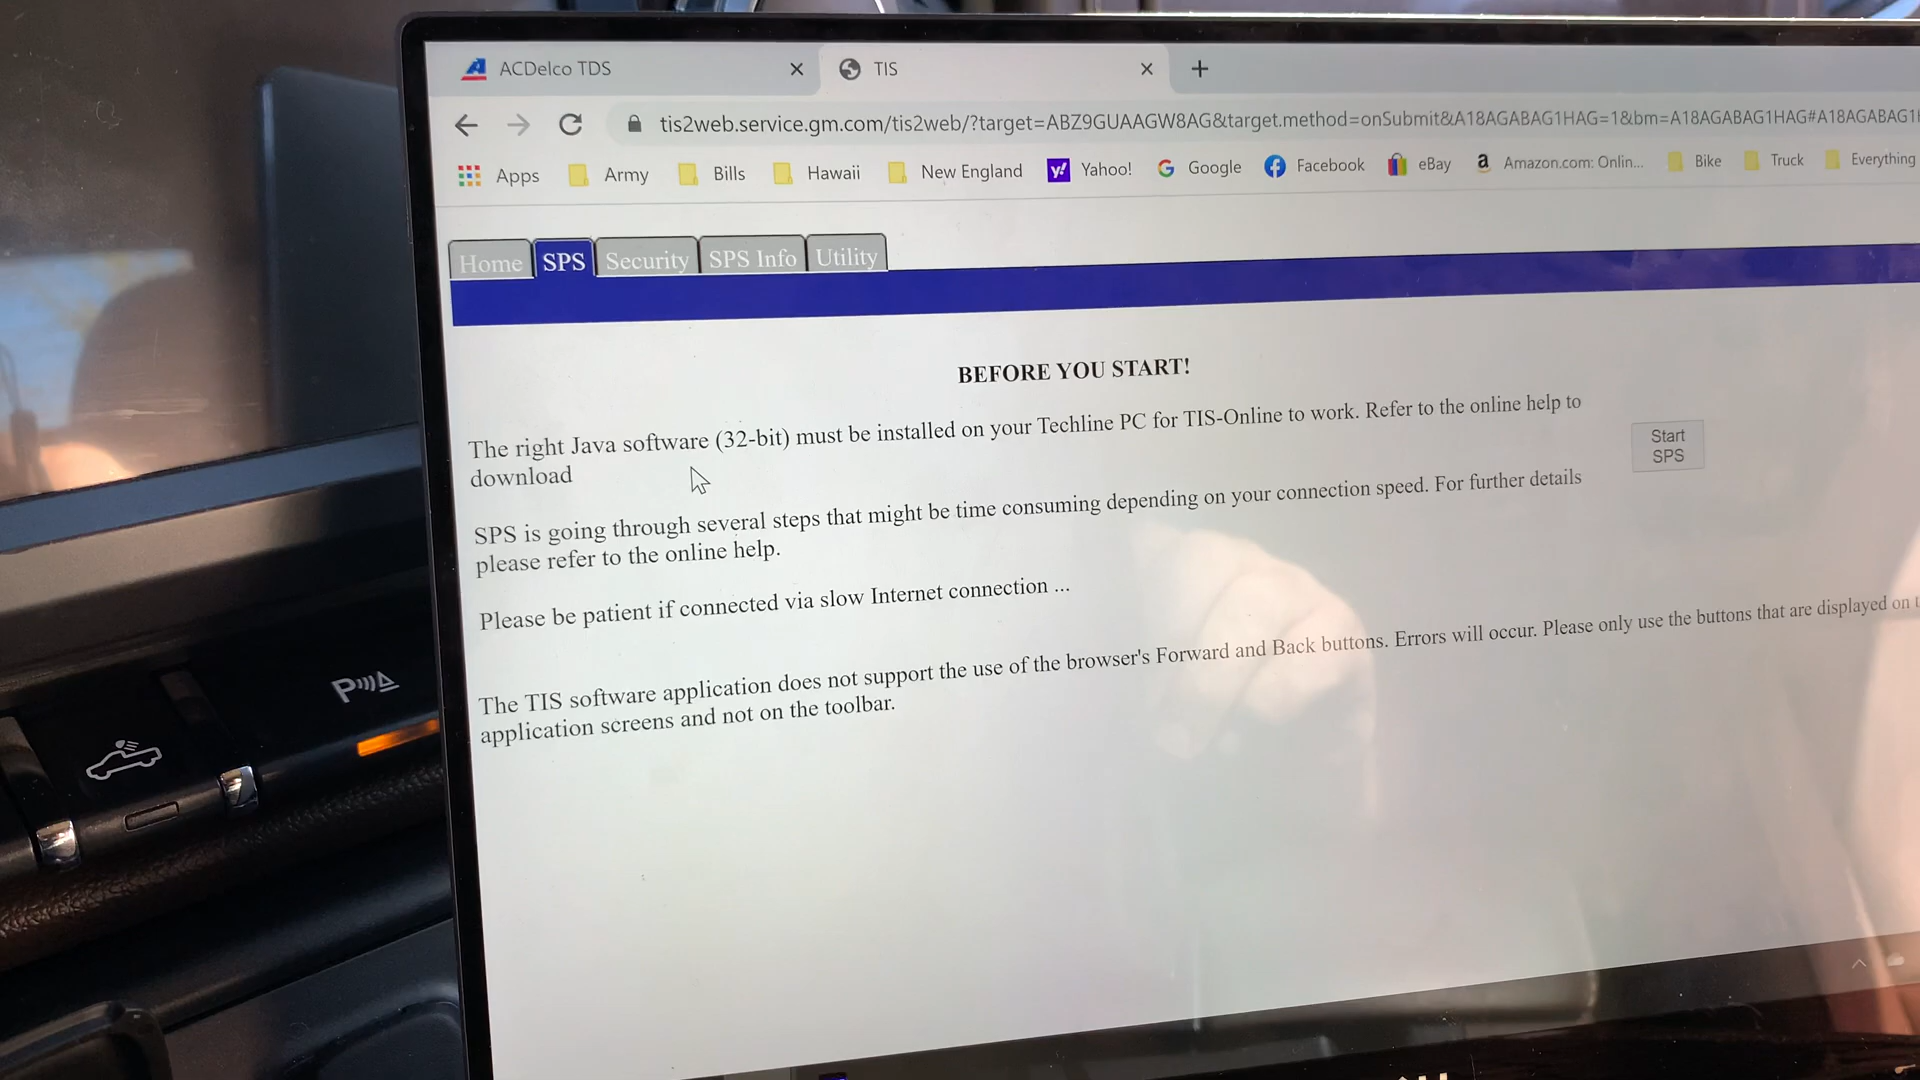 ACDelco TDS
TIS
tis2web.service.gm.com/tis2web/?target=ABZ9GUAAGW8AG&target.method=onSubmit&A18AGABAG1HAG=1&bm=A18AGABAG1HAG#A18AGABAG1
Apps Army Bills Hawaii New England Yahoo! Google Facebook eBay Amazon.com: Onlin... Bike Truck Everything
Home SPS Security SPS Info Utility
BEFORE YOU START!
The right Java software (32-bit) must be installed on your Techline PC for TIS-Online to work. Refer to the online help to
download
Start
SPS
SPS is going through several steps that might be time consuming depending on your connection speed. For further details
please refer to the online help.
Please be patient if connected via slow Internet connection ...
The TIS software application does not support the use of the browser's Forward and Back buttons. Errors will occur. Please only use the buttons that are displayed on
application screens and not on the toolbar.
P